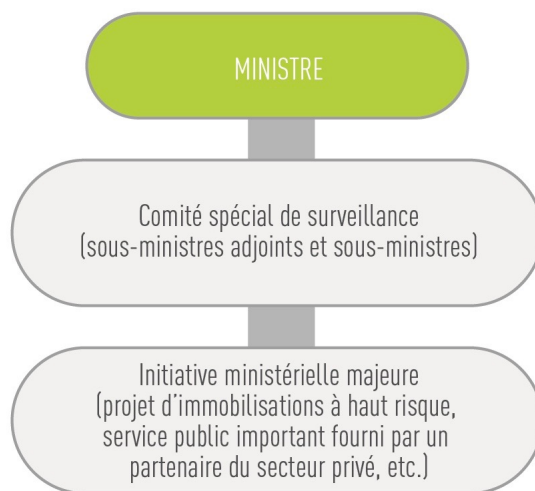 MINISTRE
Comité spécial de surveillance
(sous-ministres adjoints et sous-ministres)
Initiative ministérielle majeure
(projet d'immobilisations à haut risque,
service public important fourni par un
partenaire du secteur privé, etc.)